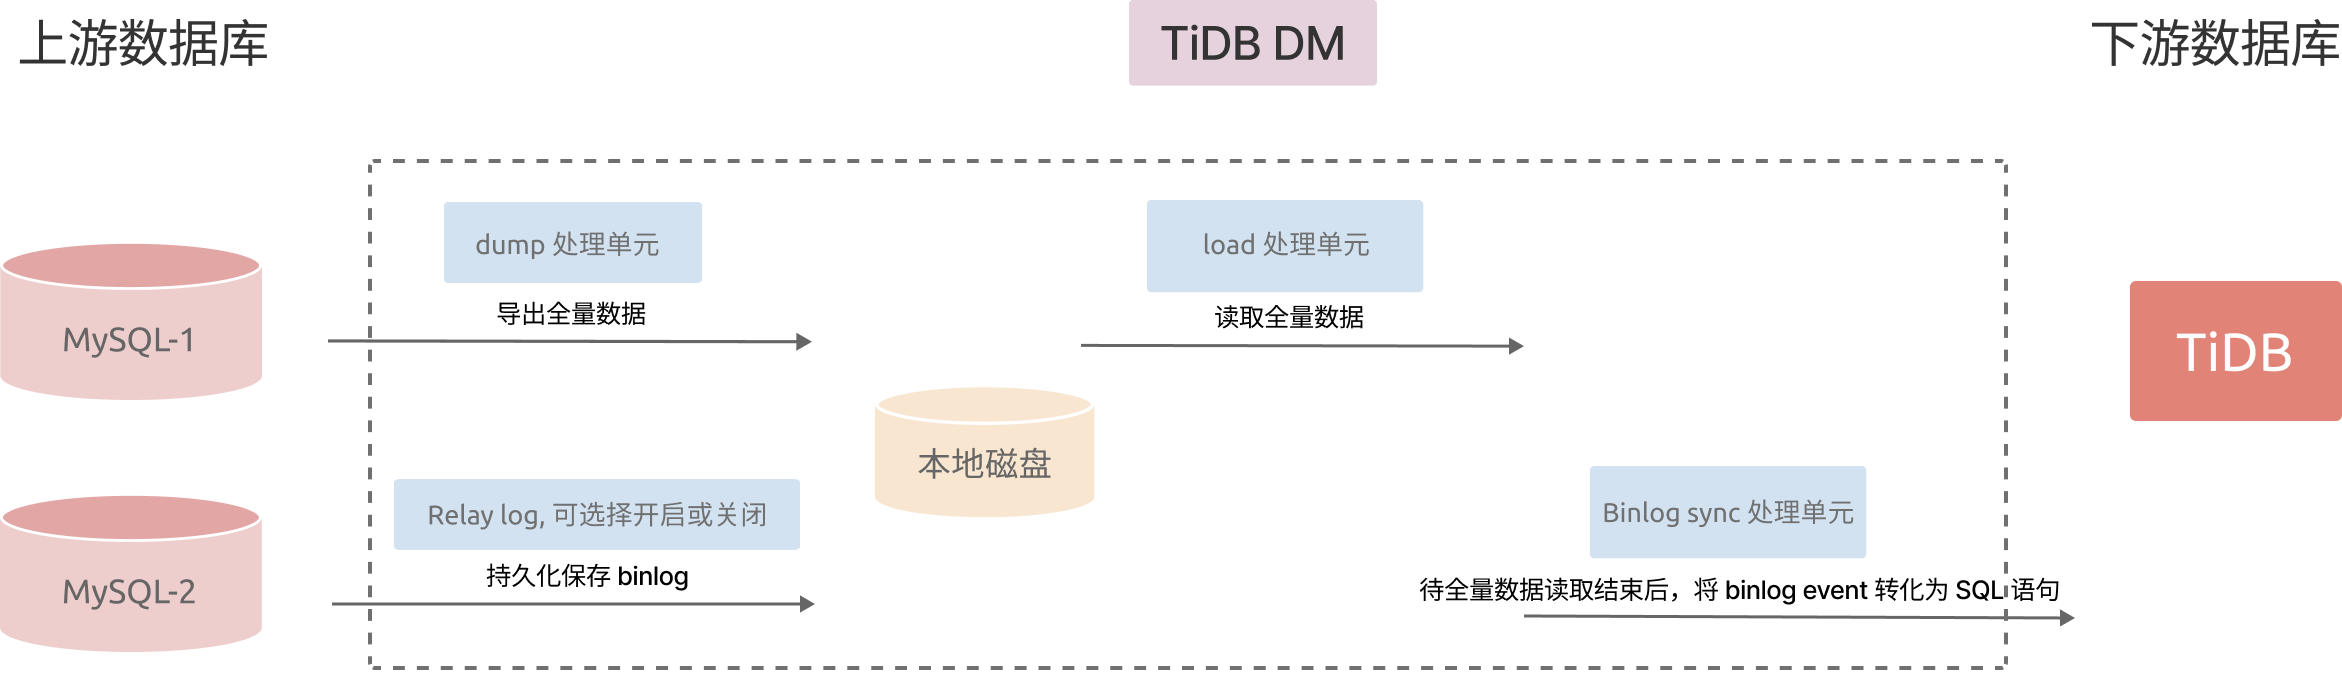 上游数据库
TiDB DM
下游数据库
dump 处理单元
load 处理单元
导出全量数据
读取全量数据
MySQL-1
TiDB
本地磁盘
Relay log, 可选择开启或关闭
Binlog sync 处理单元
持久化保存 binlog
待全量数据读取结束后，将 binlog event 转化为 SQL 语句
MySQL-2